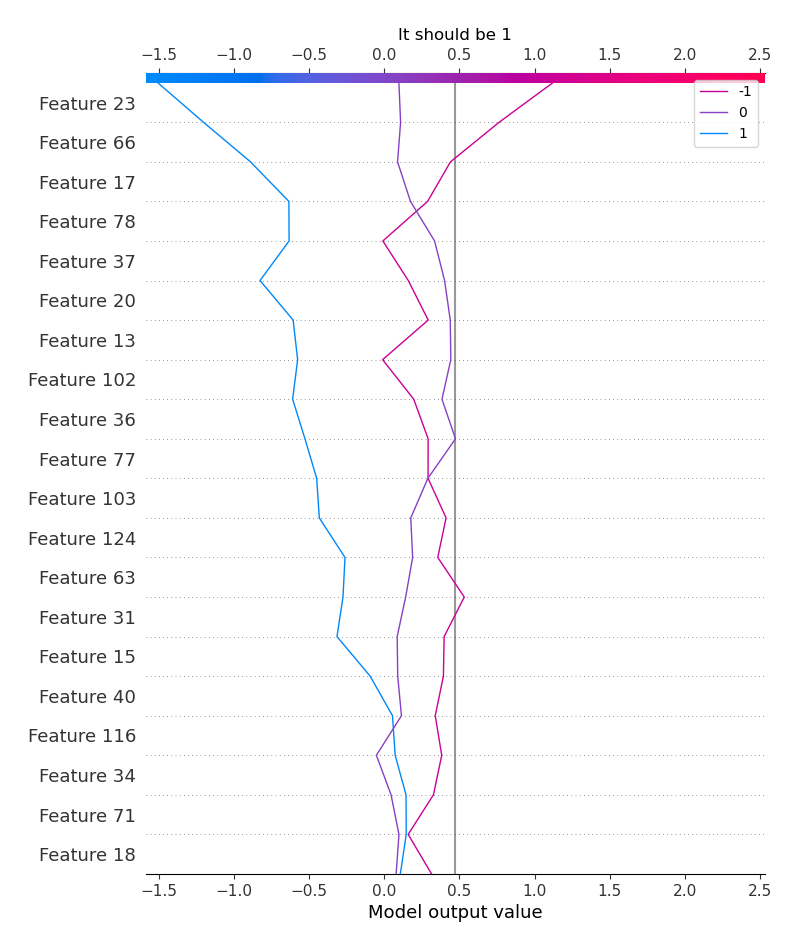 It should be 1
−1.5 −1.0 −0.5 0.0 0.5 1.0 1.5 2.0 2.5
-1
0
1
Feature 23
Feature 66
Feature 17
Feature 78
Feature 37
Feature 20
Feature 13
Feature 102
Feature 36
Feature 77
Feature 103
Feature 124
Feature 63
Feature 31
Feature 15
Feature 40
Feature 116
Feature 34
Feature 71
Feature 18
−1.5 −1.0 −0.5 0.0 0.5 1.0 1.5 2.0 2.5
Model output value